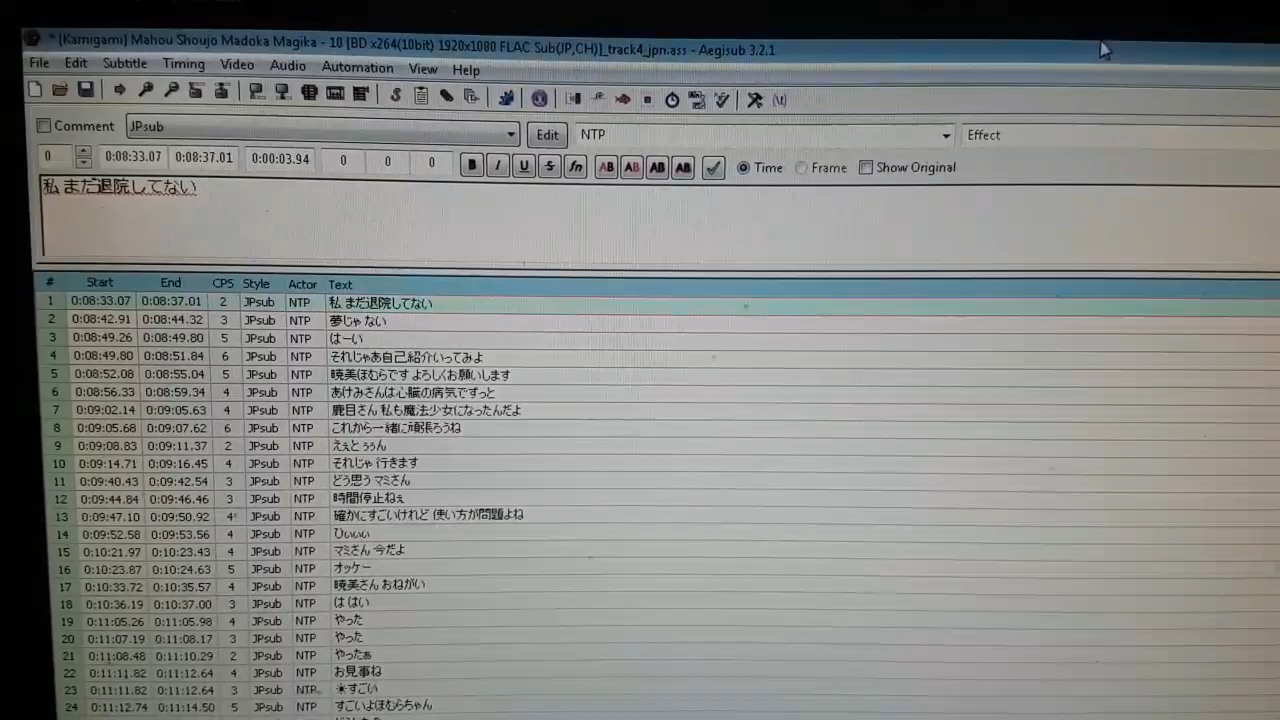 * [Kamigami] Mahou Shoujo Madoka Magika - 10 [BD x264(10bit) 1920x1080 FLAC Sub(JP,CH)]_track4_jpn.ass - Aegisub 3.2.1
File Edit Subtitle Timing Video Audio Automation View Help
Comment JPsub Edit NTP Effect
0 0:08:33.07 0:08:37.01 0:00:03.94 0 0 0 B I U S fn AB AB AB AB Time Frame Show Original
私 まだ退院してない
# Start End CPS Style Actor Text
1 0:08:33.07 0:08:37.01 2 JPsub NTP 私 まだ退院してない
2 0:08:42.91 0:08:44.32 3 JPsub NTP 夢じゃ ない
3 0:08:49.26 0:08:49.80 5 JPsub NTP はーい
4 0:08:49.80 0:08:51.84 6 JPsub NTP それじゃあ自己紹介いってみよ
5 0:08:52.08 0:08:55.04 5 JPsub NTP 暁美ほむらです よろしくお願いします
6 0:08:56.33 0:08:59.34 4 JPsub NTP あけみさんは心臓の病気でずっと
7 0:09:02.14 0:09:05.63 4 JPsub NTP 鹿目さん 私も魔法少女になったんだよ
8 0:09:05.68 0:09:07.62 6 JPsub NTP これから一緒に頑張ろうね
9 0:09:08.83 0:09:11.37 2 JPsub NTP えぇと ぅぅん
10 0:09:14.71 0:09:16.45 4 JPsub NTP それじゃ 行きます
11 0:09:40.43 0:09:42.54 3 JPsub NTP どう思う マミさん
12 0:09:44.84 0:09:46.46 3 JPsub NTP 時間停止ねぇ
13 0:09:47.10 0:09:50.92 4 JPsub NTP 確かにすごいけれど 使い方が問題よね
14 0:09:52.58 0:09:53.56 4 JPsub NTP ひぃぃぃ
15 0:10:21.97 0:10:23.43 4 JPsub NTP マミさん 今だよ
16 0:10:23.87 0:10:24.63 5 JPsub NTP オッケー
17 0:10:33.72 0:10:35.57 4 JPsub NTP 暁美さん おねがい
18 0:10:36.19 0:10:37.00 3 JPsub NTP は はい
19 0:11:05.26 0:11:05.98 4 JPsub NTP やった
20 0:11:07.19 0:11:08.17 3 JPsub NTP やった
21 0:11:08.48 0:11:10.29 2 JPsub NTP やったぁ
22 0:11:11.82 0:11:12.64 4 JPsub NTP お見事ね
23 0:11:11.82 0:11:12.64 3 JPsub NTP ☀すごい
24 0:11:12.74 0:11:14.50 5 JPsub NTP すごいよほむらちゃん